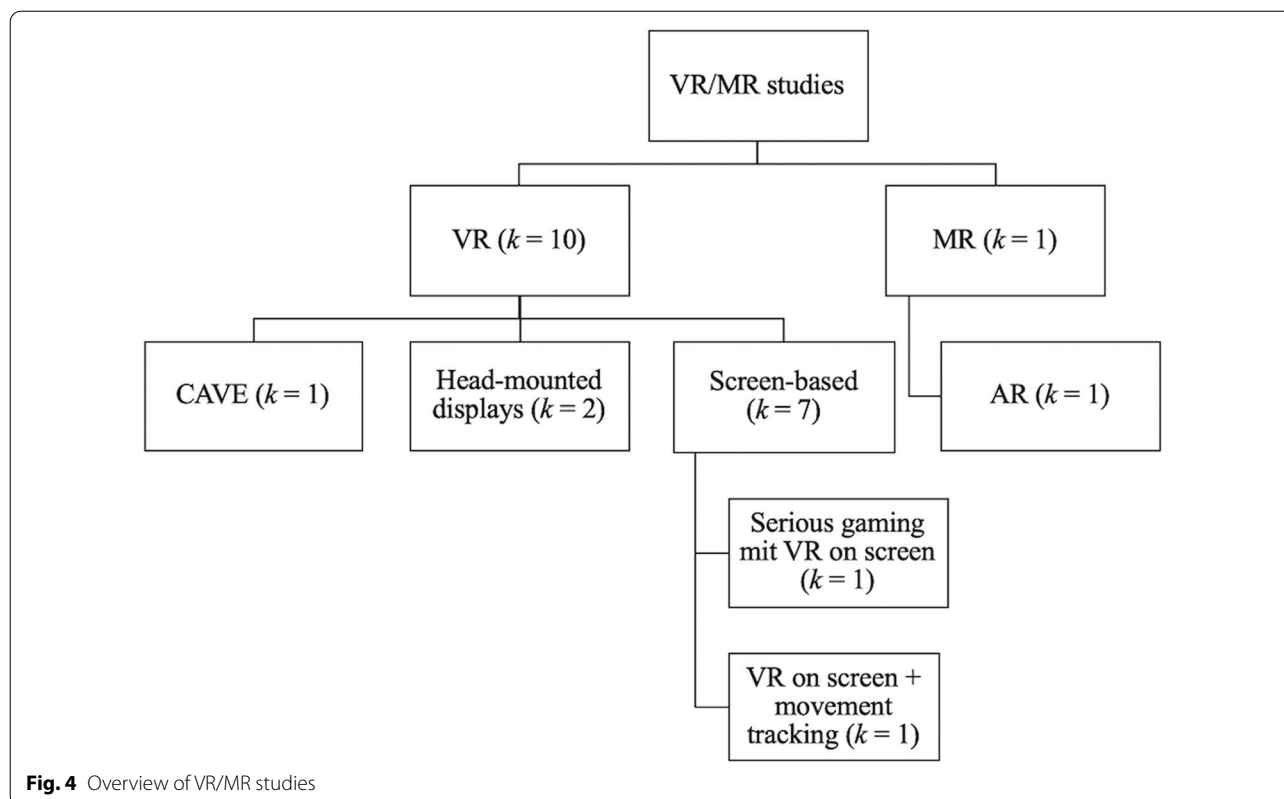 VR/MR studies
VR (k = 10)
MR (k = 1)
CAVE (k = 1)
Head-mounted
displays (k = 2)
Screen-based
(k = 7)
AR (k = 1)
Serious gaming
mit VR on screen
(k = 1)
VR on screen +
movement
tracking (k = 1)
Fig. 4 Overview of VR/MR studies